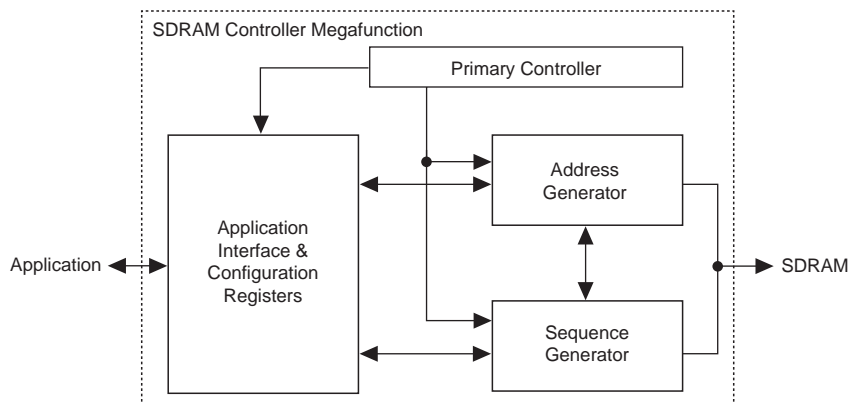 SDRAM Controller Megafunction
Primary Controller
Address
Generator
Application
Interface &
Configuration
Registers
Application
SDRAM
Sequence
Generator